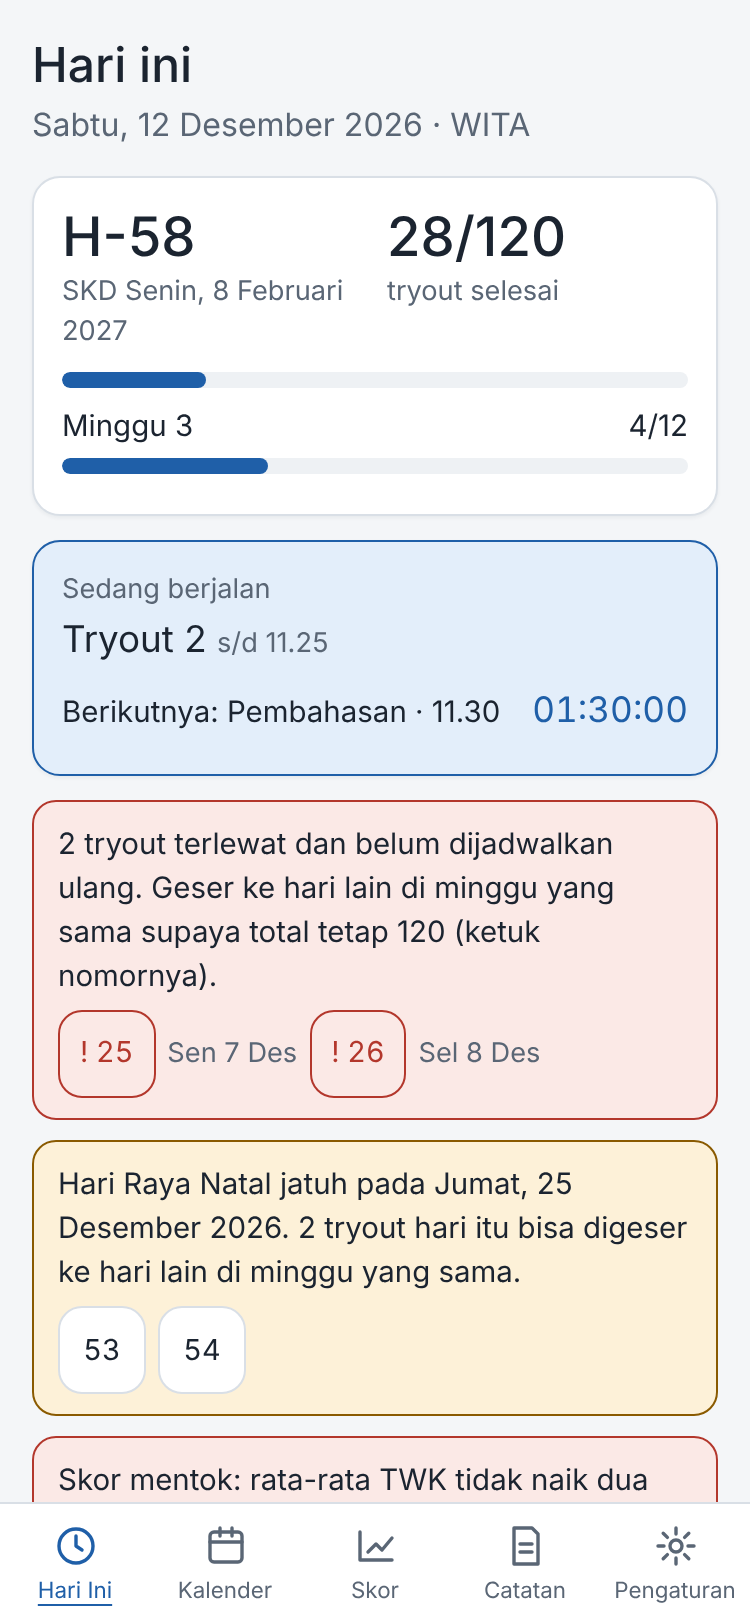 Hari ini
Sabtu, 12 Desember 2026 · WITA
H-58
SKD Senin, 8 Februari
2027
28/120
tryout selesai
Minggu 3
4/12
Sedang berjalan
Tryout 2 s/d 11.25
Berikutnya: Pembahasan · 11.30
01:30:00
2 tryout terlewat dan belum dijadwalkan
ulang. Geser ke hari lain di minggu yang
sama supaya total tetap 120 (ketuk
nomornya).
! 25 Sen 7 Des ! 26 Sel 8 Des
Hari Raya Natal jatuh pada Jumat, 25
Desember 2026. 2 tryout hari itu bisa digeser
ke hari lain di minggu yang sama.
53 54
Skor mentok: rata-rata TWK tidak naik dua
Hari Ini
Kalender
Skor
Catatan
Pengaturan